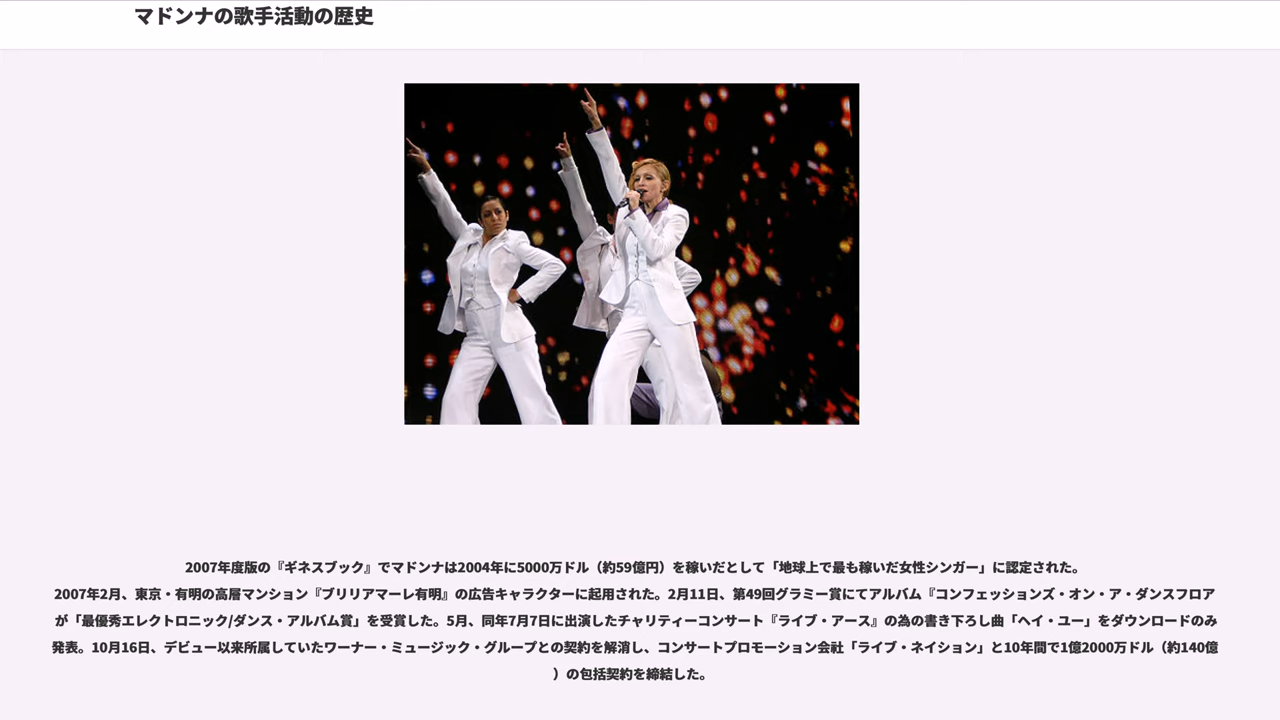 マドンナの歌手活動の歴史
2007年度版の『ギネスブック』でマドンナは2004年に5000万ドル（約59億円）を稼いだとして「地球上で最も稼いだ女性シンガー」に認定された。
2007年2月、東京・有明の高層マンション『ブリリアマーレ有明』の広告キャラクターに起用された。2月11日、第49回グラミー賞にてアルバム『コンフェッションズ・オン・ア・ダンスフロア
が「最優秀エレクトロニック/ダンス・アルバム賞」を受賞した。5月、同年7月7日に出演したチャリティーコンサート『ライブ・アース』の為の書き下ろし曲「ヘイ・ユー」をダウンロードのみ
発表。10月16日、デビュー以来所属していたワーナー・ミュージック・グループとの契約を解消し、コンサートプロモーション会社「ライブ・ネイション」と10年間で1億2000万ドル（約140億
）の包括契約を締結した。